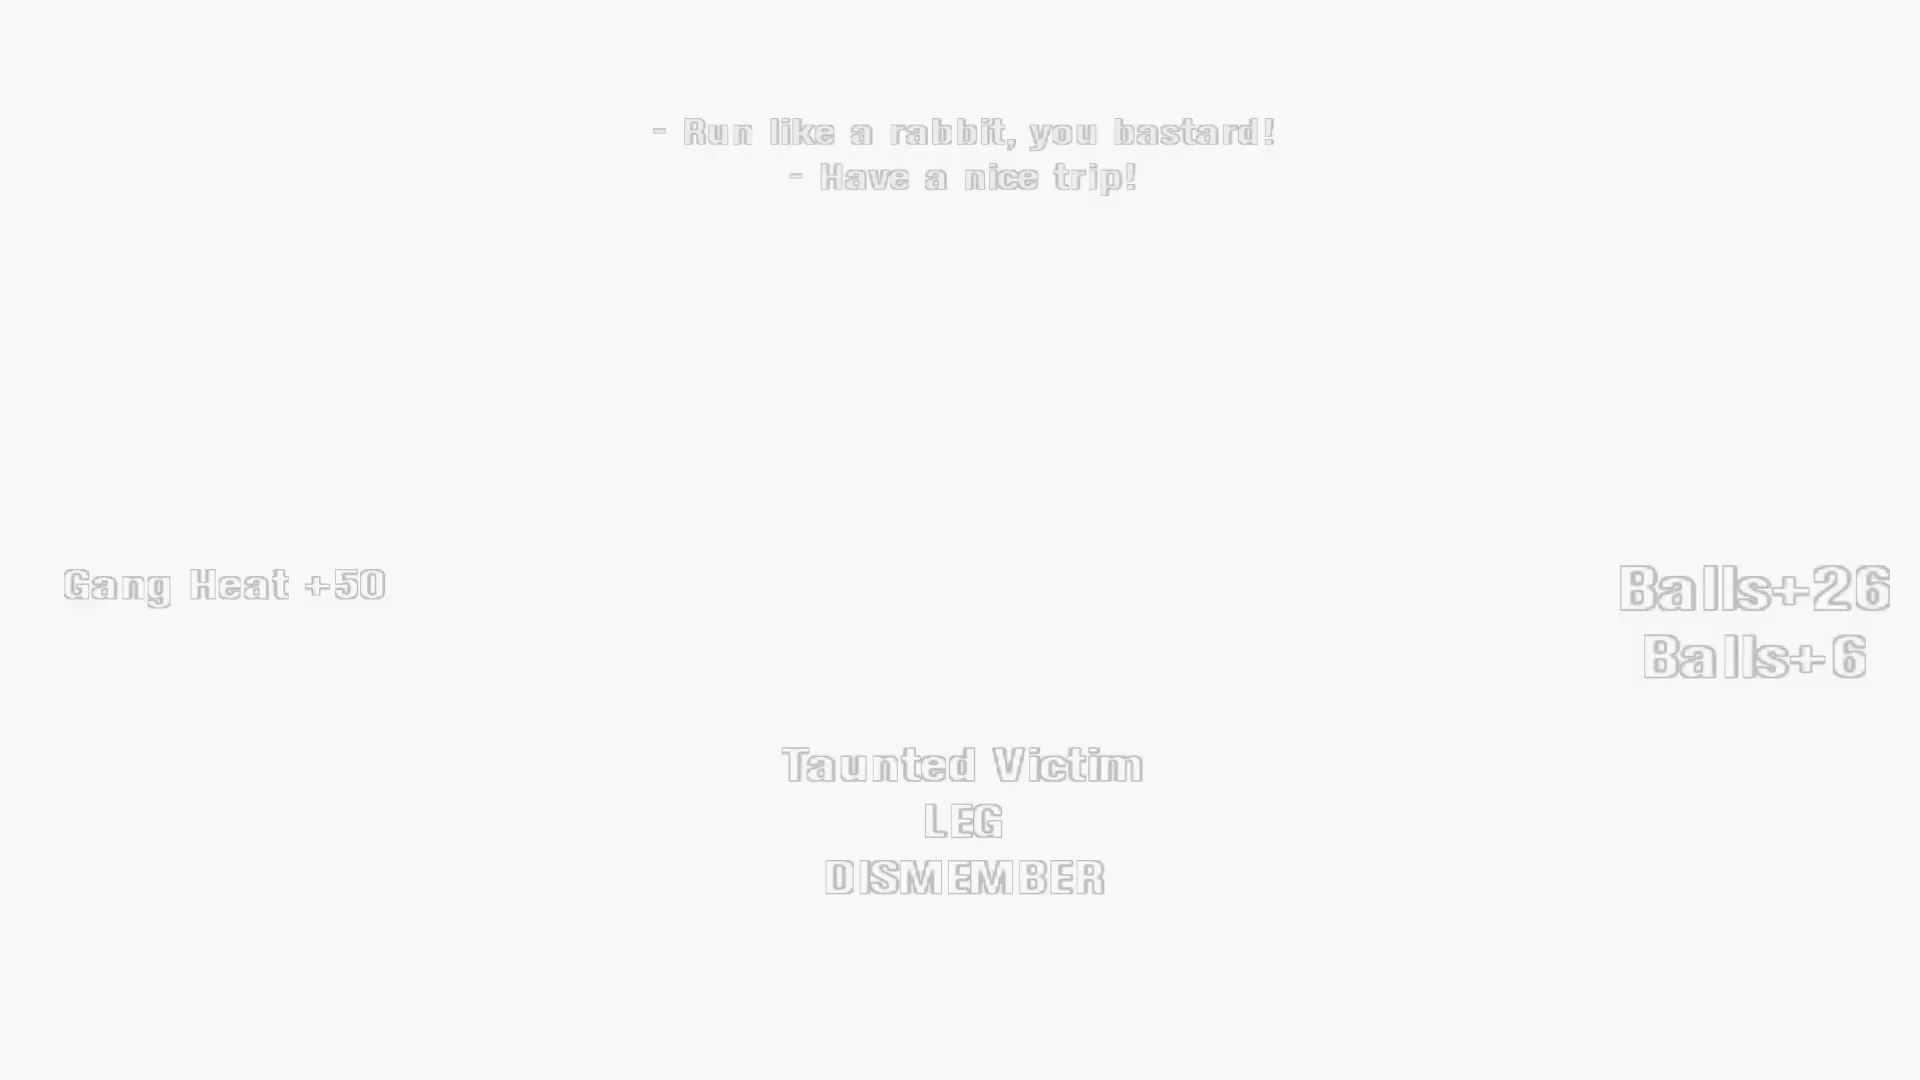 - Run like a rabbit, you bastard!
- Have a nice trip!
Gang Heat +50
Balls+26
Balls+6
Taunted Victim
LEG
DISMEMBER